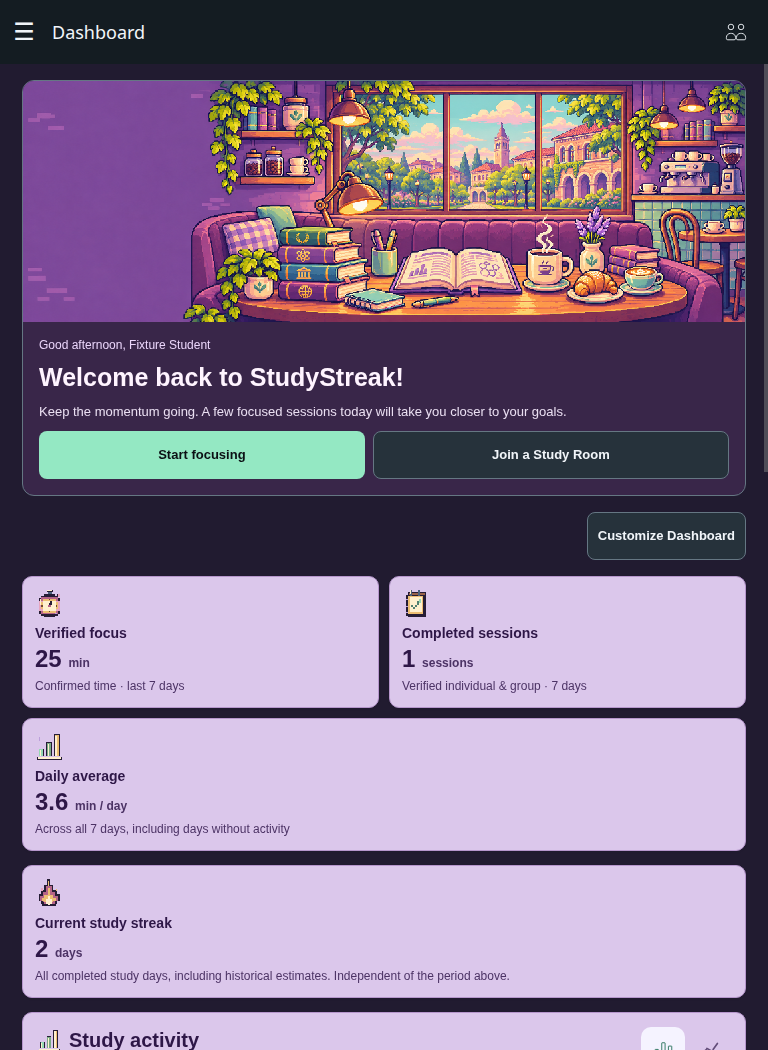 ☰ Dashboard
Good afternoon, Fixture Student
Welcome back to StudyStreak!
Keep the momentum going. A few focused sessions today will take you closer to your goals.
Start focusing
Join a Study Room
Customize Dashboard
Verified focus
25 min
Confirmed time · last 7 days
Completed sessions
1 sessions
Verified individual & group · 7 days
Daily average
3.6 min / day
Across all 7 days, including days without activity
Current study streak
2 days
All completed study days, including historical estimates. Independent of the period above.
Study activity